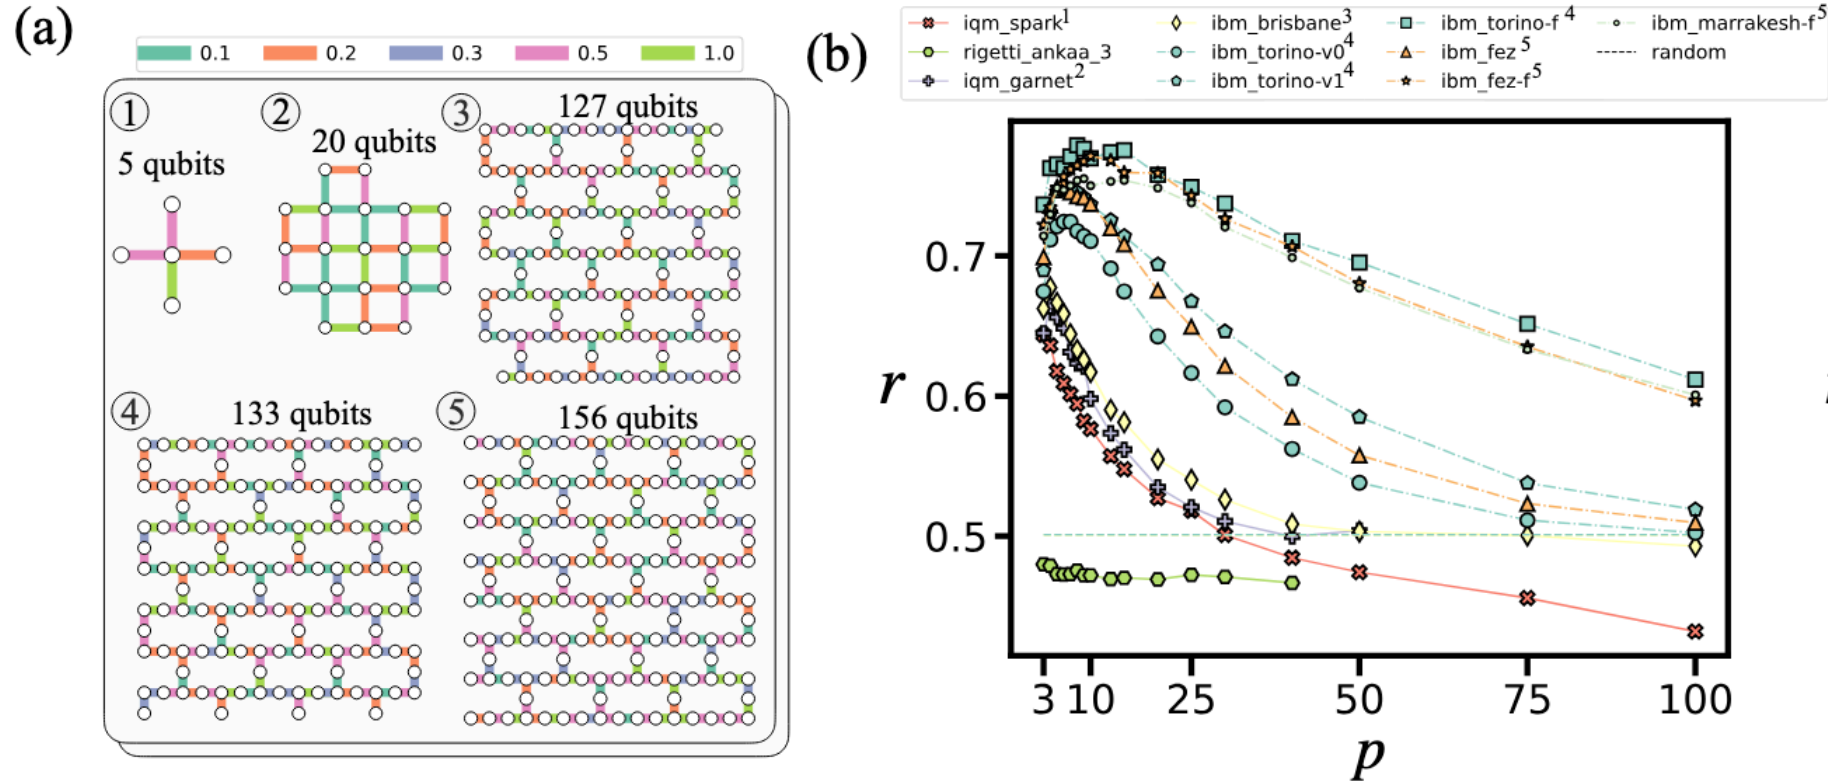 (a)
0.1 0.2 0.3 0.5 1.0
1 2 3
5 qubits
20 qubits
127 qubits
4 5
133 qubits
156 qubits
(b)
iqm_spark¹ ibm_brisbane³ ibm_torino-f ⁴ ibm_marrakesh-f⁵
rigetti_ankaa_3 ibm_torino-v0⁴ ibm_fez ⁵ random
iqm_garnet² ibm_torino-v1⁴ ibm_fez-f⁵
0.7
0.6
0.5
r
3 10 25 50 75 100
p